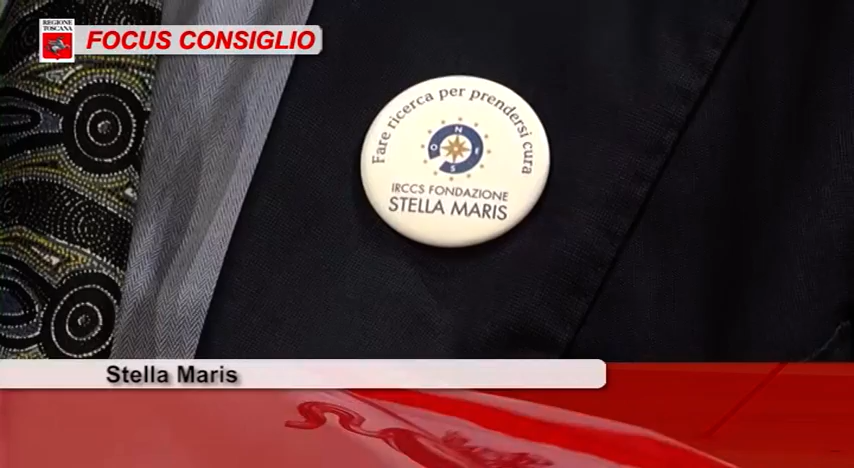 REGIONE
TOSCANA
FOCUS CONSIGLIO
Fare ricerca per prendersi cura
N
O E
S
IRCCS FONDAZIONE
STELLA MARIS
Stella Maris